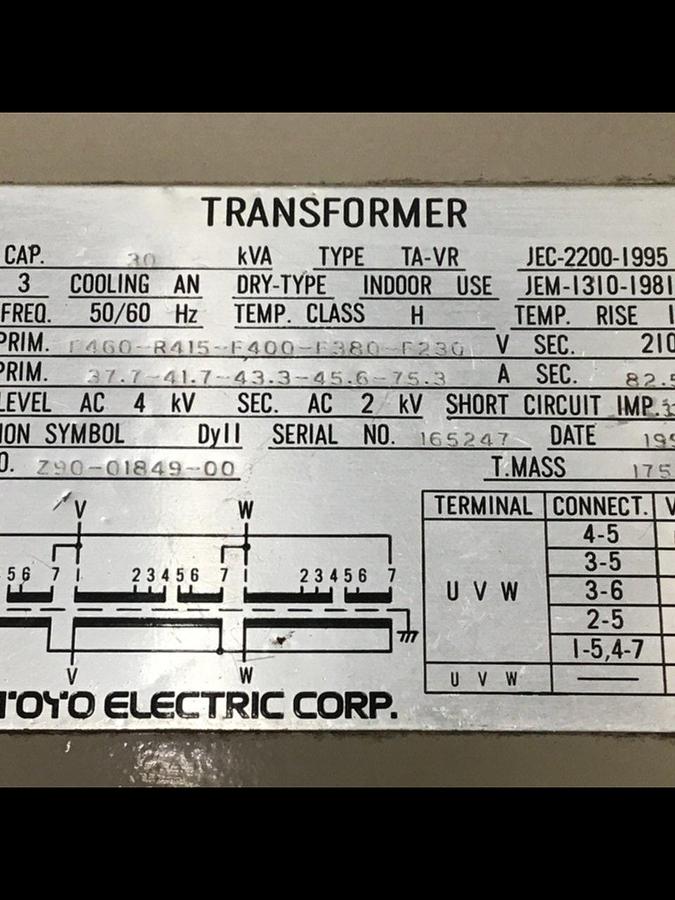 TRANSFORMER
CAP. 30 kVA TYPE TA-VR JEC-2200-1995
3 COOLING AN DRY-TYPE INDOOR USE JEM-1310-1981
FREQ. 50/60 Hz TEMP. CLASS H TEMP. RISE
PRIM. F460-R415-F400-F380-F230 V SEC. 210
PRIM. 37.7-41.7-43.3-45.6-75.3 A SEC. 82.5
LEVEL AC 4 kV SEC. AC 2 kV SHORT CIRCUIT IMP.
ION SYMBOL Dy11 SERIAL NO. 165247 DATE 199
O. Z90-01849-00 T.MASS 175
TERMINAL CONNECT. V
V W
4-5
3-5
5 6 7 1 2 3 4 5 6 7 1 2 3 4 5 6 7
U V W 3-6
2-5
1-5,4-7
V W
U V W
TOYO ELECTRIC CORP.